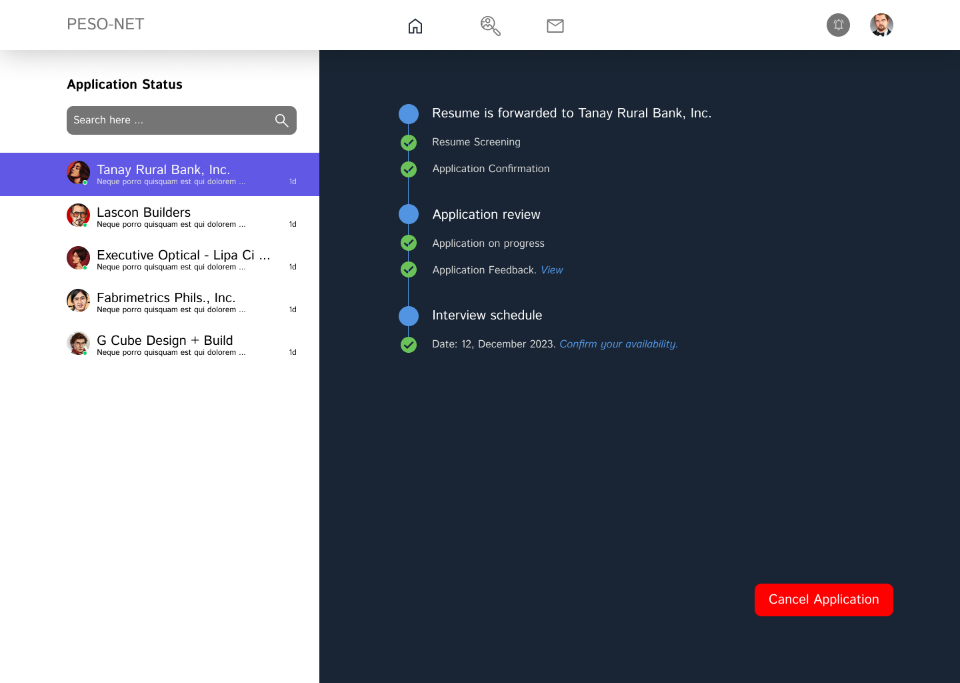 PESO-NET
Application Status
Search here ...
Tanay Rural Bank, Inc.
Neque porro quisquam est qui dolorem ... 1d
Lascon Builders
Neque porro quisquam est qui dolorem ... 1d
Executive Optical - Lipa Ci ...
Neque porro quisquam est qui dolorem ... 1d
Fabrimetrics Phils., Inc.
Neque porro quisquam est qui dolorem ... 1d
G Cube Design + Build
Neque porro quisquam est qui dolorem ... 1d
Resume is forwarded to Tanay Rural Bank, Inc.
Resume Screening
Application Confirmation
Application review
Application on progress
Application Feedback. View
Interview schedule
Date: 12, December 2023. Confirm your availability.
Cancel Application